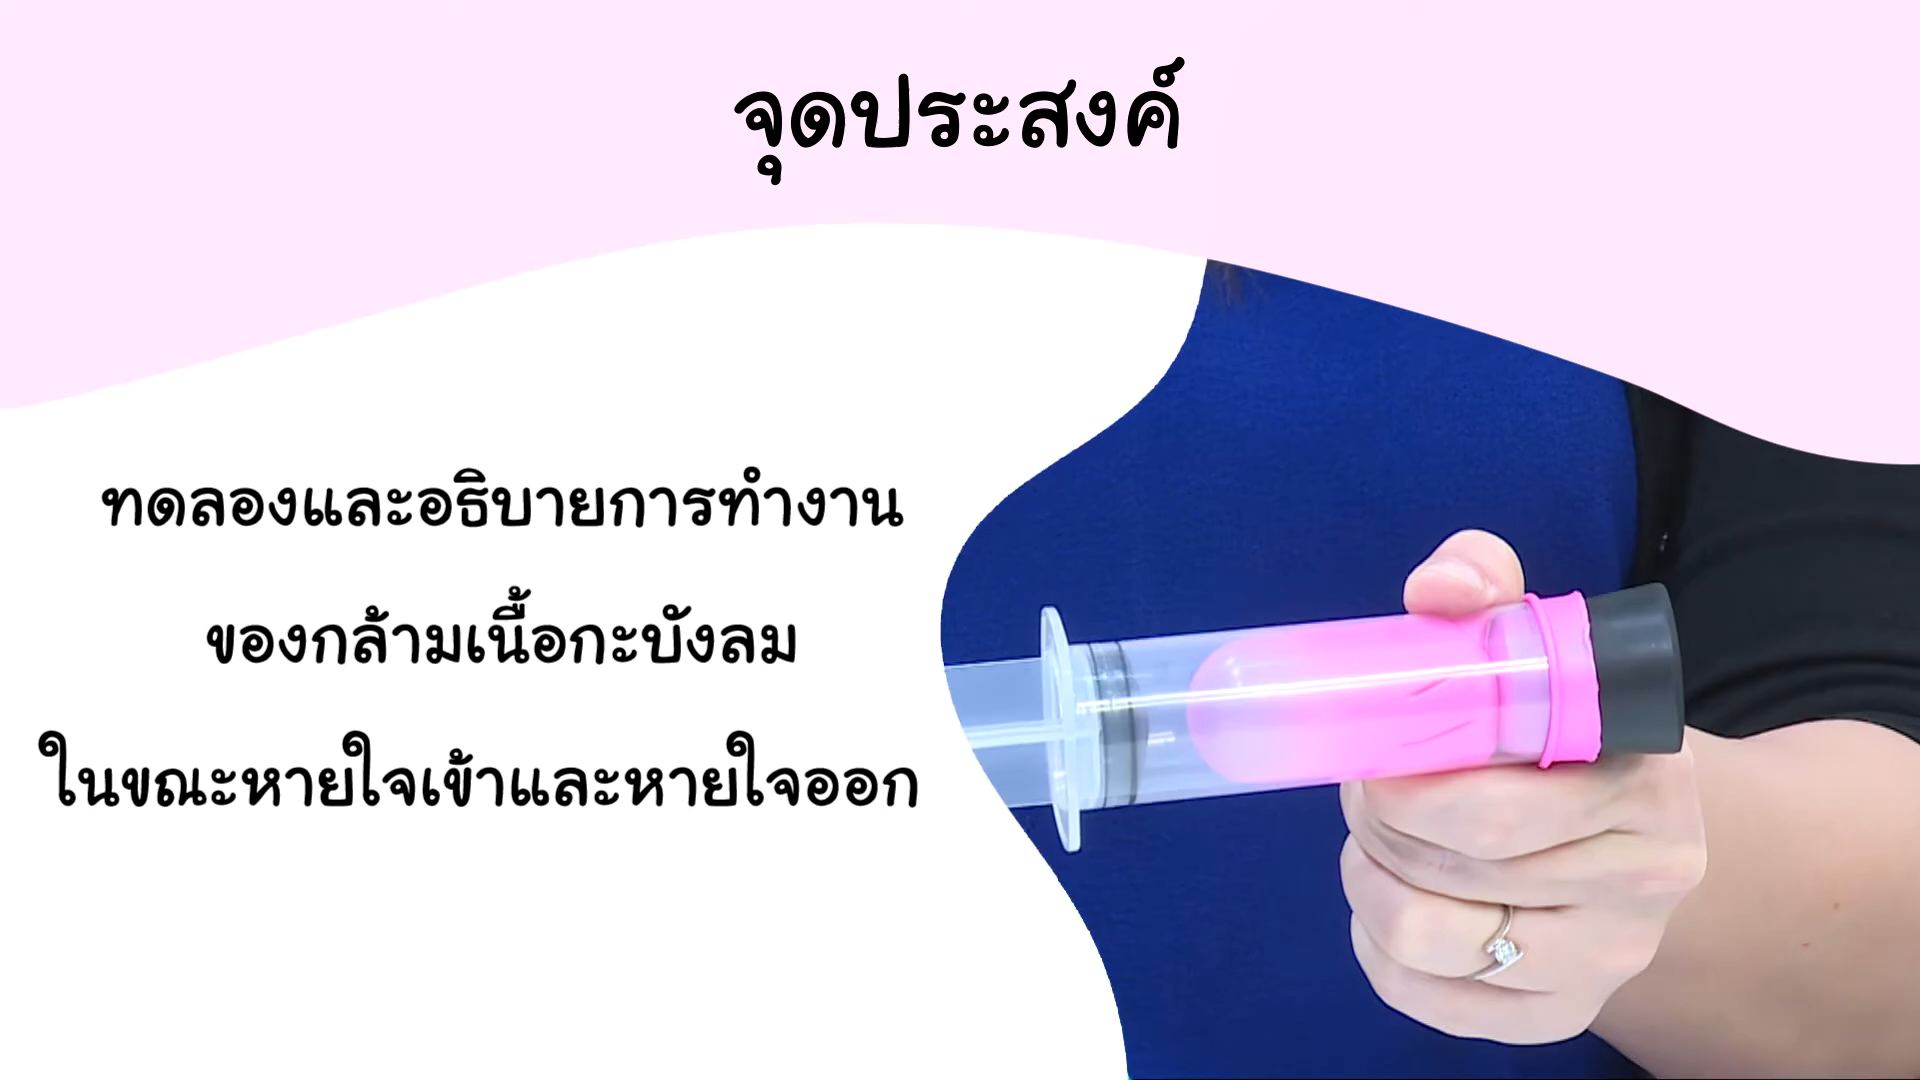 จุดประสงค์
ทดลองและอธิบายการทำงาน
ของกล้ามเนื้อกะบังลม
ในขณะหายใจเข้าและหายใจออก